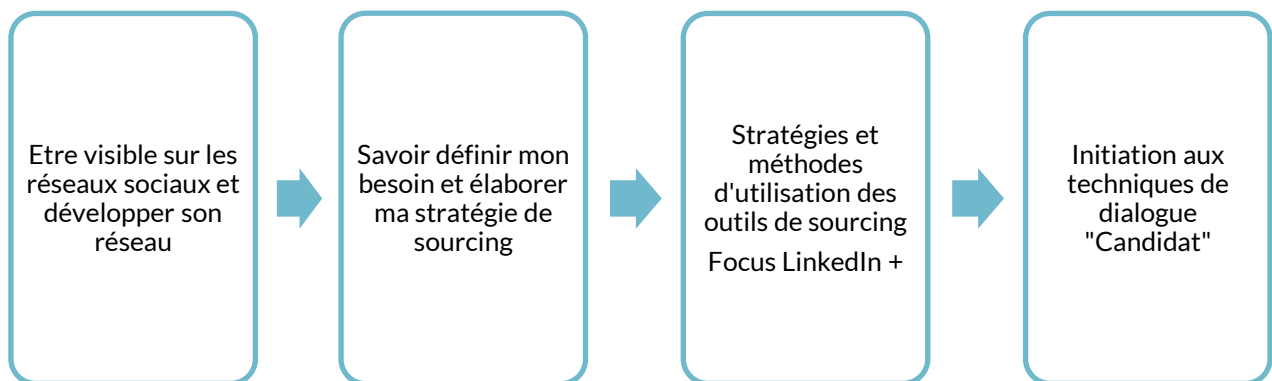 Etre visible sur les
réseaux sociaux et
développer son
réseau
Savoir définir mon
besoin et élaborer
ma stratégie de
sourcing
Stratégies et
méthodes
d'utilisation des
outils de sourcing
Focus LinkedIn +
Initiation aux
techniques de
dialogue
"Candidat"